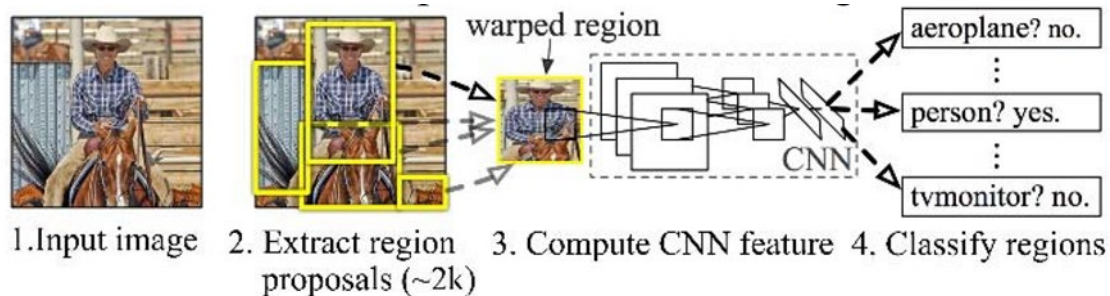 warped region
aeroplane? no.
person? yes.
CNN
tvmonitor? no.
1.Input image
2. Extract region
proposals (~2k)
3. Compute CNN feature
4. Classify regions